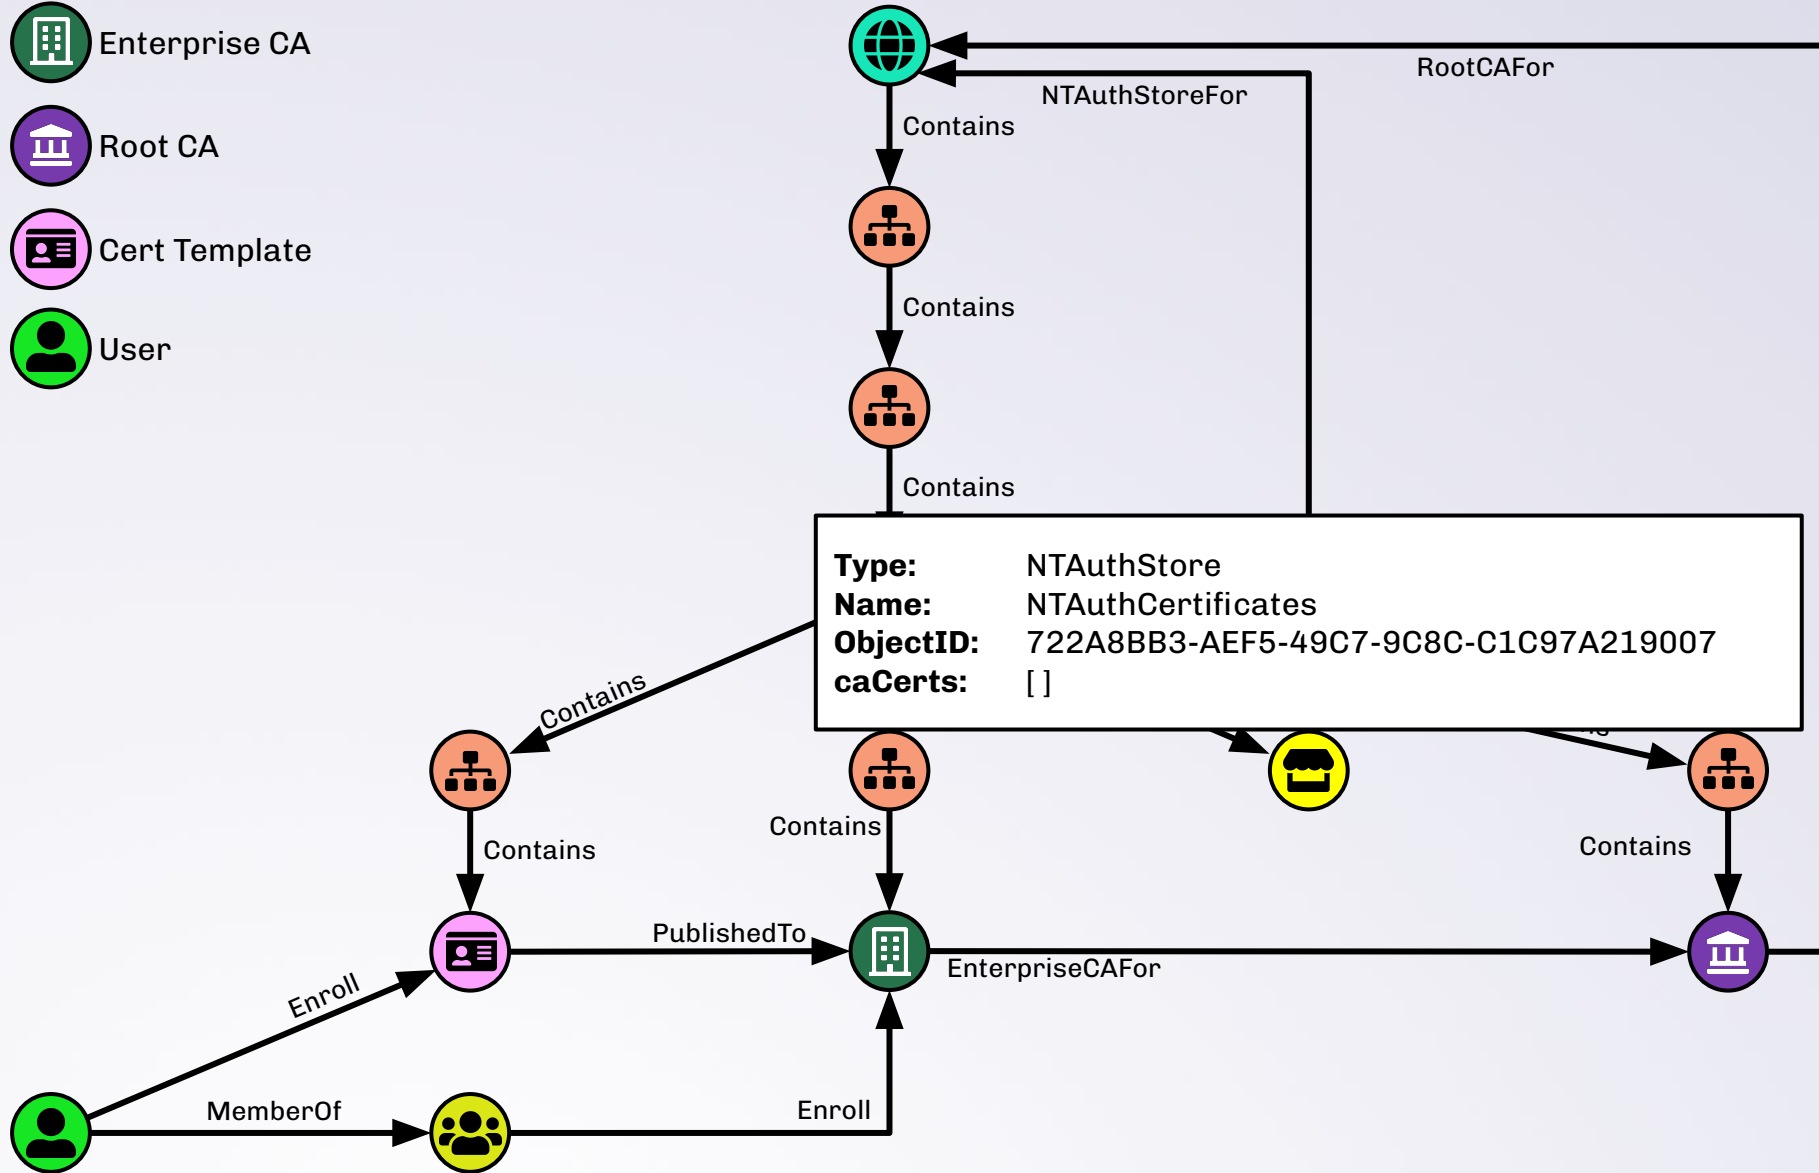 Enterprise CA
Root CA
Cert Template
User
RootCAFor
NTAuthStoreFor
Contains
Contains
Contains
Type: NTAuthStore
Name: NTAuthCertificates
ObjectID: 722A8BB3-AEF5-49C7-9C8C-C1C97A219007
caCerts: [ ]
Contains
Contains
Contains
Contains
PublishedTo
EnterpriseCAFor
Enroll
MemberOf
Enroll